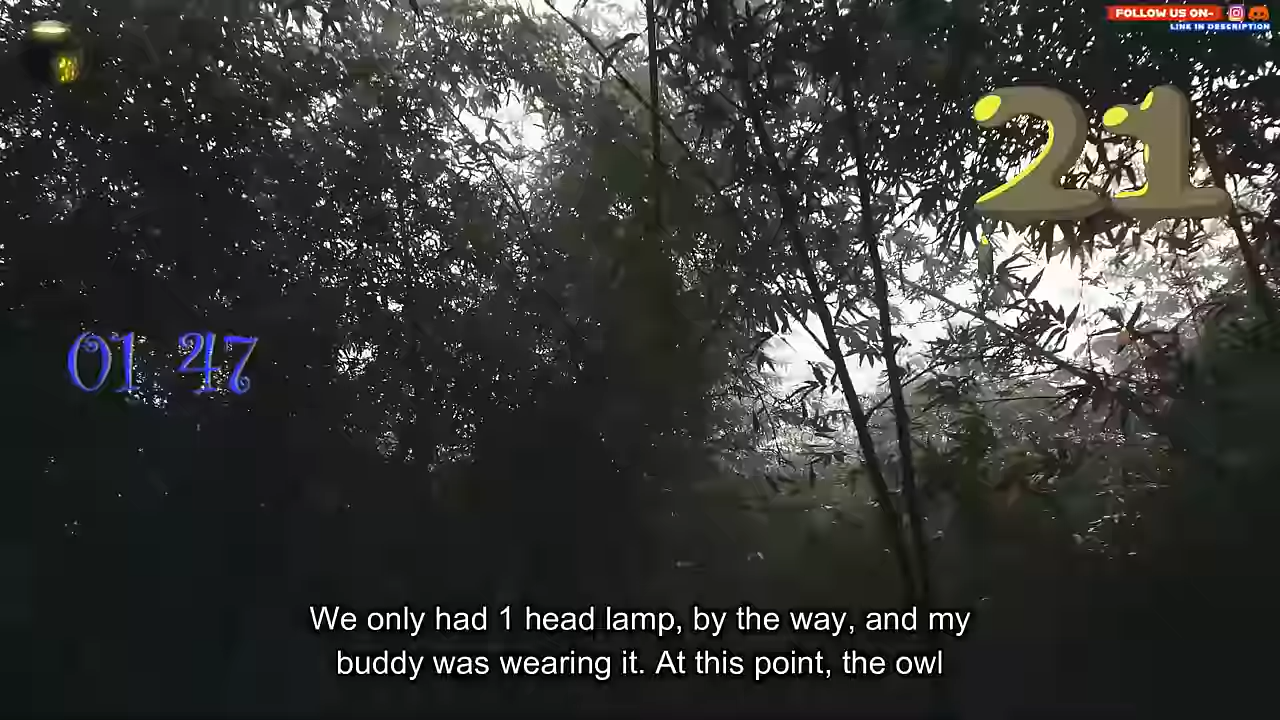 FOLLOW US ON-
LINK IN DESCRIPTION
21
01 47
We only had 1 head lamp, by the way, and my
buddy was wearing it. At this point, the owl